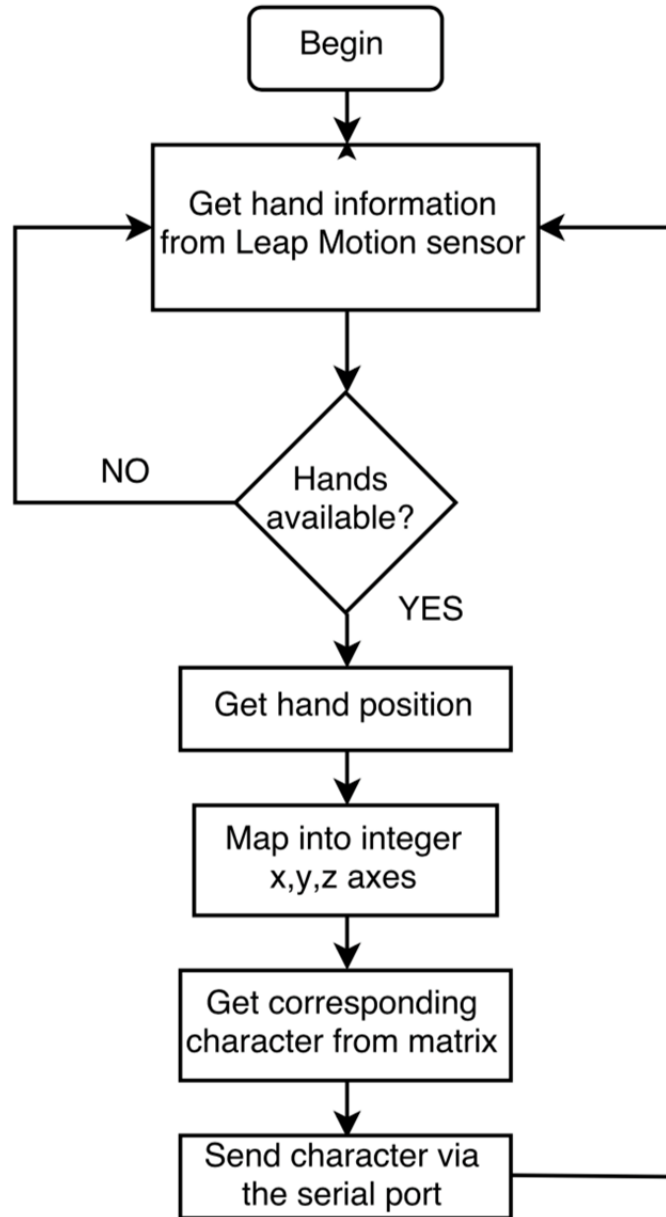 Begin
Get hand information
from Leap Motion sensor
NO
Hands
available?
YES
Get hand position
Map into integer
x,y,z axes
Get corresponding
character from matrix
Send character via
the serial port